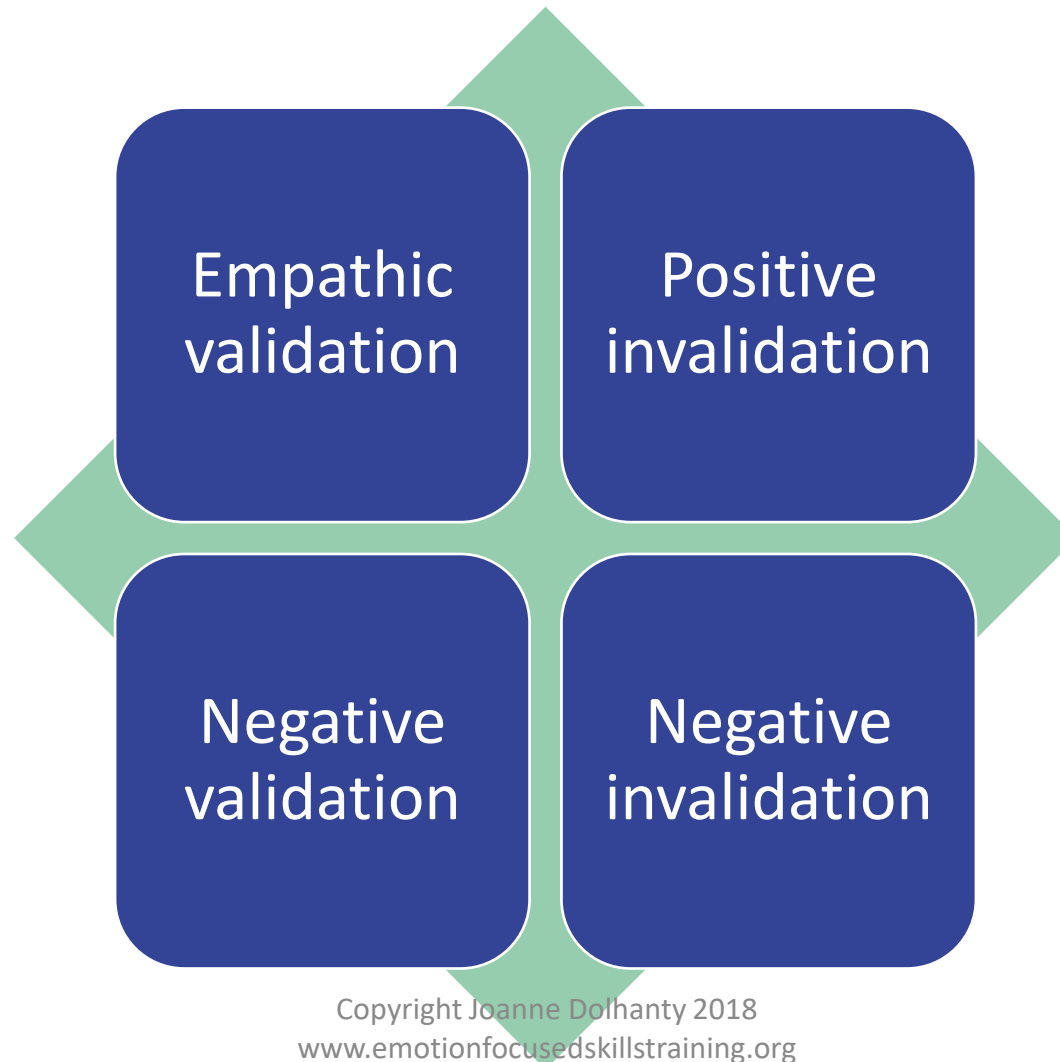 Empathic
validation
Positive
invalidation
Negative
validation
Negative
invalidation
Copyright Joanne Dolhanty 2018
www.emotionfocusedskillstraining.org